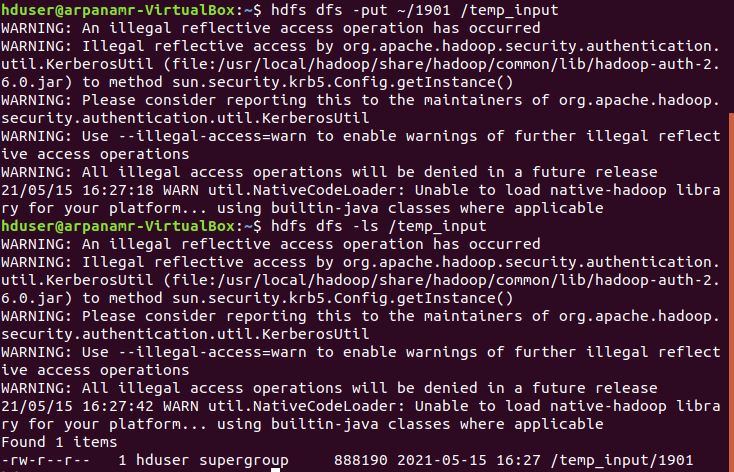 hduser@arpanamr-VirtualBox:~$ hdfs dfs -put ~/1901 /temp_input
WARNING: An illegal reflective access operation has occurred
WARNING: Illegal reflective access by org.apache.hadoop.security.authentication.
util.KerberosUtil (file:/usr/local/hadoop/share/hadoop/common/lib/hadoop-auth-2.
6.0.jar) to method sun.security.krb5.Config.getInstance()
WARNING: Please consider reporting this to the maintainers of org.apache.hadoop.
security.authentication.util.KerberosUtil
WARNING: Use --illegal-access=warn to enable warnings of further illegal reflect
ive access operations
WARNING: All illegal access operations will be denied in a future release
21/05/15 16:27:18 WARN util.NativeCodeLoader: Unable to load native-hadoop libra
ry for your platform... using builtin-java classes where applicable
hduser@arpanamr-VirtualBox:~$ hdfs dfs -ls /temp_input
WARNING: An illegal reflective access operation has occurred
WARNING: Illegal reflective access by org.apache.hadoop.security.authentication.
util.KerberosUtil (file:/usr/local/hadoop/share/hadoop/common/lib/hadoop-auth-2.
6.0.jar) to method sun.security.krb5.Config.getInstance()
WARNING: Please consider reporting this to the maintainers of org.apache.hadoop.
security.authentication.util.KerberosUtil
WARNING: Use --illegal-access=warn to enable warnings of further illegal reflect
ive access operations
WARNING: All illegal access operations will be denied in a future release
21/05/15 16:27:42 WARN util.NativeCodeLoader: Unable to load native-hadoop libra
ry for your platform... using builtin-java classes where applicable
Found 1 items
-rw-r--r--   1 hduser supergroup     888190 2021-05-15 16:27 /temp_input/1901